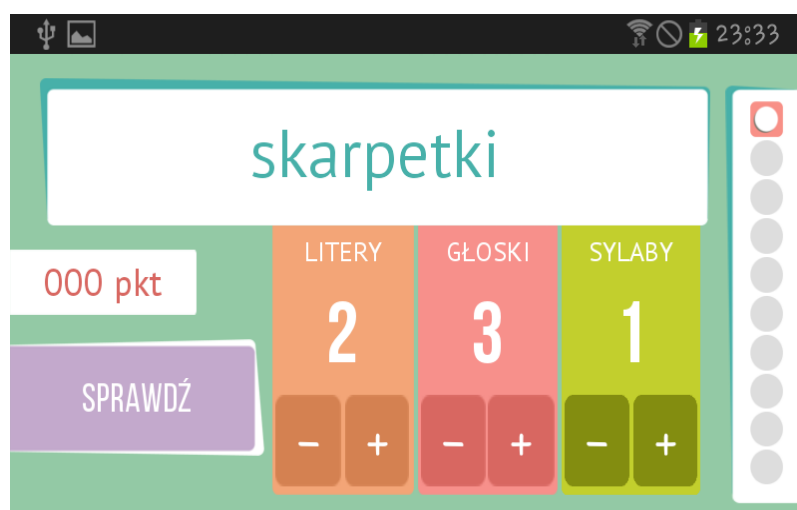 23:33
skarpetki
000 pkt
LITERY GŁOSKI SYLABY
2 3 1
SPRAWDŹ
- + - + - +